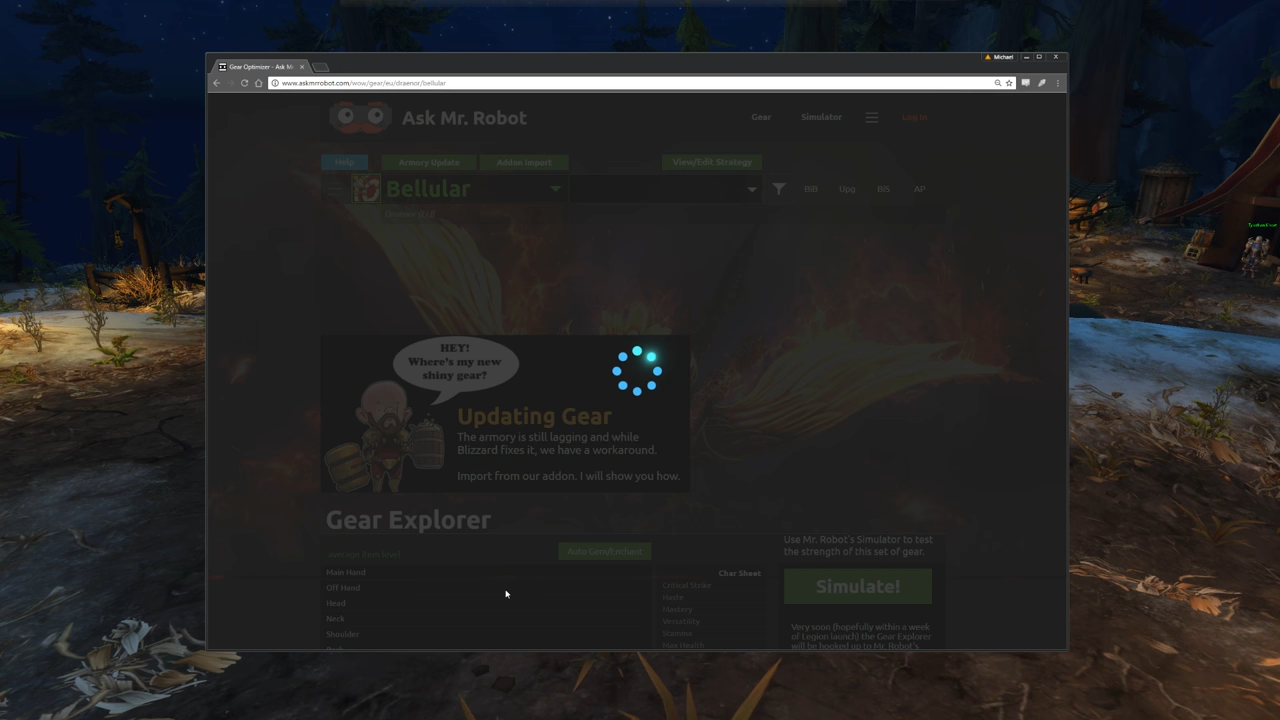 Gear Optimizer - Ask Mr.
Michael
www.askmrrobot.com/wow/gear/eu/draenor/bellular
Ask Mr. Robot
Gear
Simulator
Log In
Help
Armory Update
Addon Import
View/Edit Strategy
Bellular
BiB
Upg
BiS
AP
HEY!
Where's my new
shiny gear?
Updating Gear
The armory is still lagging and while
Blizzard fixes it, we have a workaround.
Import from our addon. I will show you how.
Gear Explorer
average item level
Auto Gem/Enchant
Main Hand
Off Hand
Head
Neck
Shoulder
Char Sheet
Critical Strike
Haste
Mastery
Versatility
Stamina
Max Health
Use Mr. Robot's Simulator to test
the strength of this set of gear.
Simulate!
Very soon (hopefully within a week
of Legion launch) the Gear Explorer
will be hooked up to Mr. Robot's